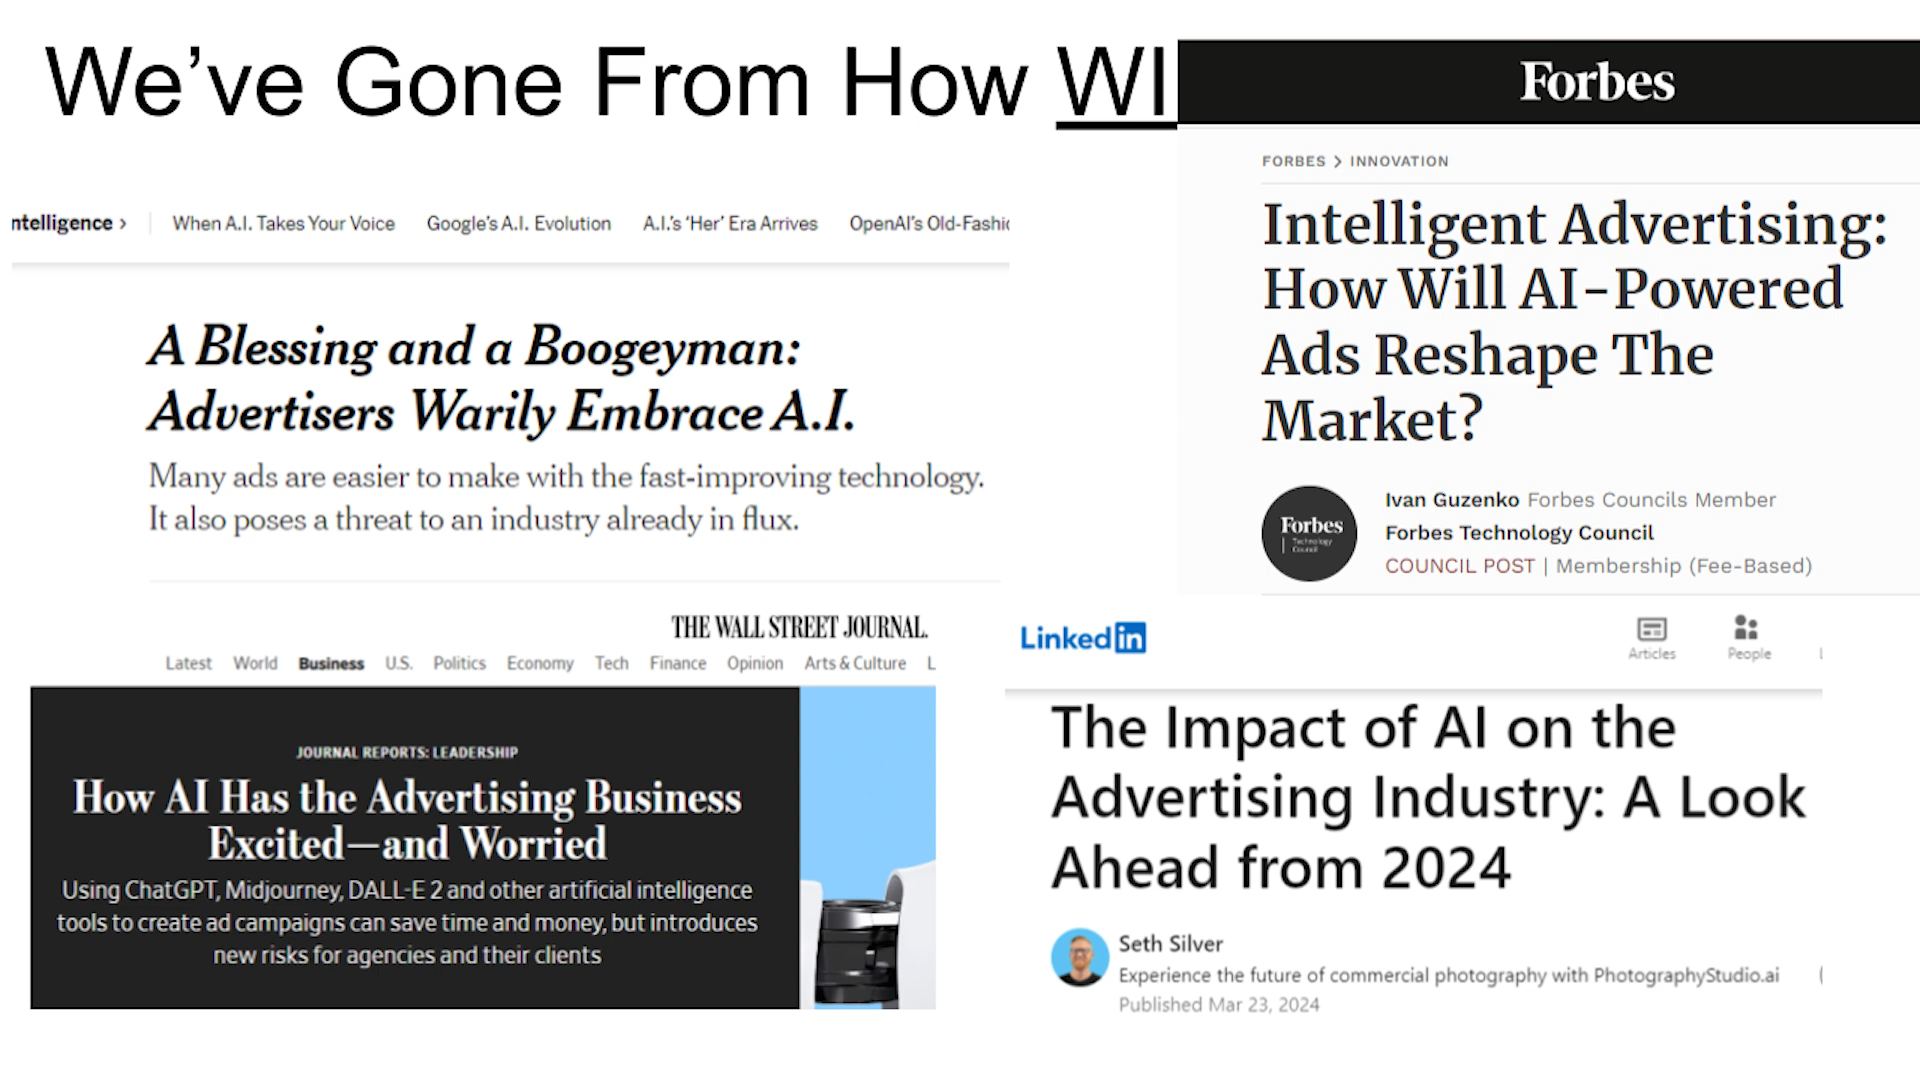 We’ve Gone From How WI
ntelligence >
When A.I. Takes Your Voice
Google’s A.I. Evolution
A.I.’s ‘Her’ Era Arrives
OpenAI’s Old-Fashio
A Blessing and a Boogeyman:
Advertisers Warily Embrace A.I.
Many ads are easier to make with the fast-improving technology.
It also poses a threat to an industry already in flux.
Forbes
FORBES > INNOVATION
Intelligent Advertising:
How Will AI-Powered
Ads Reshape The
Market?
Forbes
Technology
Council
Ivan Guzenko Forbes Councils Member
Forbes Technology Council
COUNCIL POST | Membership (Fee-Based)
THE WALL STREET JOURNAL.
Latest World Business U.S. Politics Economy Tech Finance Opinion Arts & Culture L
JOURNAL REPORTS: LEADERSHIP
How AI Has the Advertising Business
Excited—and Worried
Using ChatGPT, Midjourney, DALL-E 2 and other artificial intelligence
tools to create ad campaigns can save time and money, but introduces
new risks for agencies and their clients
Linked in
Articles
People
The Impact of AI on the
Advertising Industry: A Look
Ahead from 2024
Seth Silver
Experience the future of commercial photography with PhotographyStudio.ai
Published Mar 23, 2024